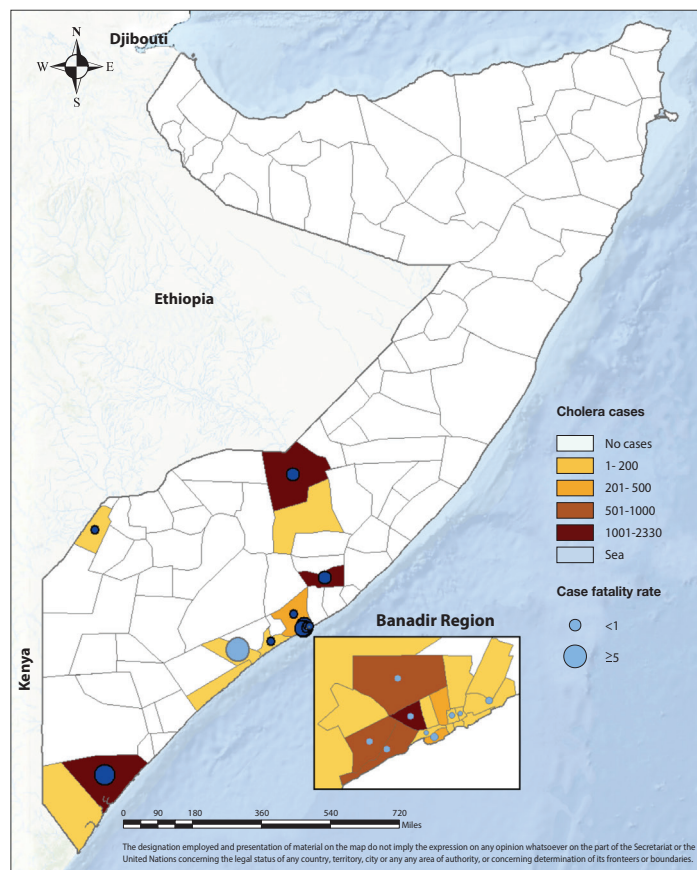 Djibouti
N
W E
S
Ethiopia
Kenya
Cholera cases
No cases
1- 200
201- 500
501-1000
1001-2330
Sea
Case fatality rate
<1
≥5
Banadir Region
0 90 180 360 540 720
Miles
The designation employed and presentation of material on the map do not imply the expression on any opinion whatsoever on the part of the Secretariat or the
United Nations concerning the legal status of any country, territory, city or any any area of authority, or concerning determination of its fronteers or boundaries.